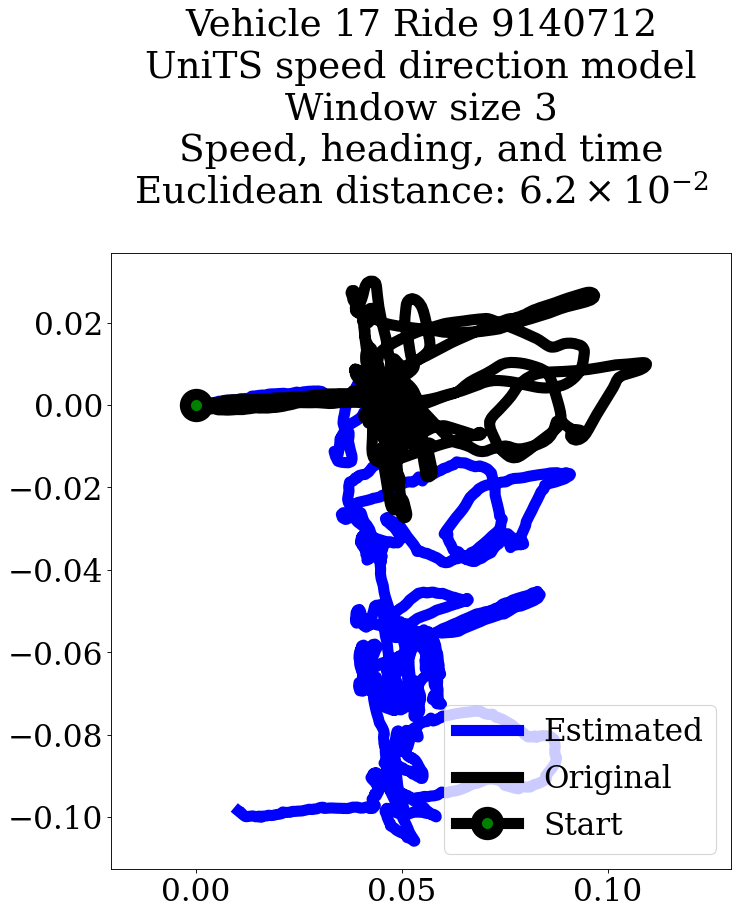 Vehicle 17 Ride 9140712
UniTS speed direction model
Window size 3
Speed, heading, and time
Euclidean distance: 6.2 × 10⁻²
0.02
0.00
−0.02
−0.04
−0.06
−0.08
−0.10
Estimated
Original
Start
0.00 0.05 0.10